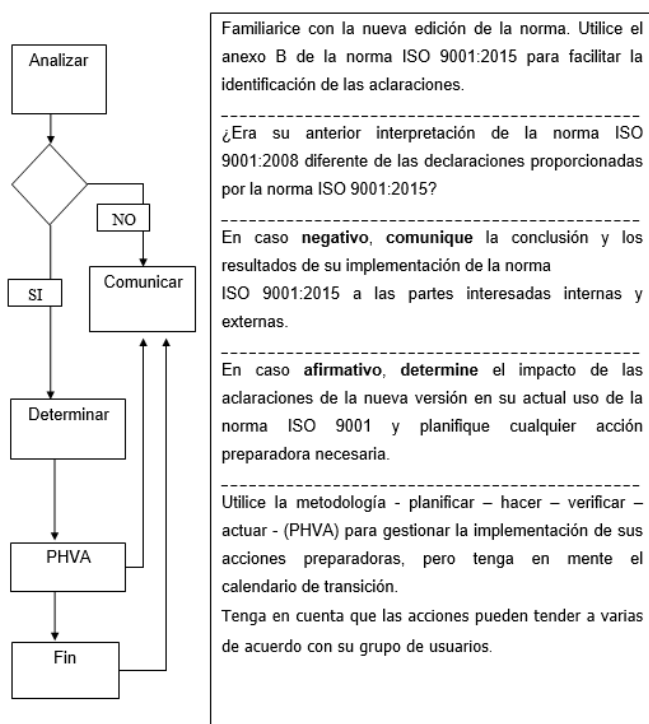 Analizar
NO
Comunicar
SI
Determinar
PHVA
Fin
Familiarice con la nueva edición de la norma. Utilice el
anexo B de la norma ISO 9001:2015 para facilitar la
identificación de las aclaraciones.
¿Era su anterior interpretación de la norma ISO
9001:2008 diferente de las declaraciones proporcionadas
por la norma ISO 9001:2015?
En caso negativo, comunique la conclusión y los
resultados de su implementación de la norma
ISO 9001:2015 a las partes interesadas internas y
externas.
En caso afirmativo, determine el impacto de las
aclaraciones de la nueva versión en su actual uso de la
norma ISO 9001 y planifique cualquier acción
preparadora necesaria.
Utilice la metodología - planificar – hacer – verificar –
actuar - (PHVA) para gestionar la implementación de sus
acciones preparadoras, pero tenga en mente el
calendario de transición.
Tenga en cuenta que las acciones pueden tender a varias
de acuerdo con su grupo de usuarios.